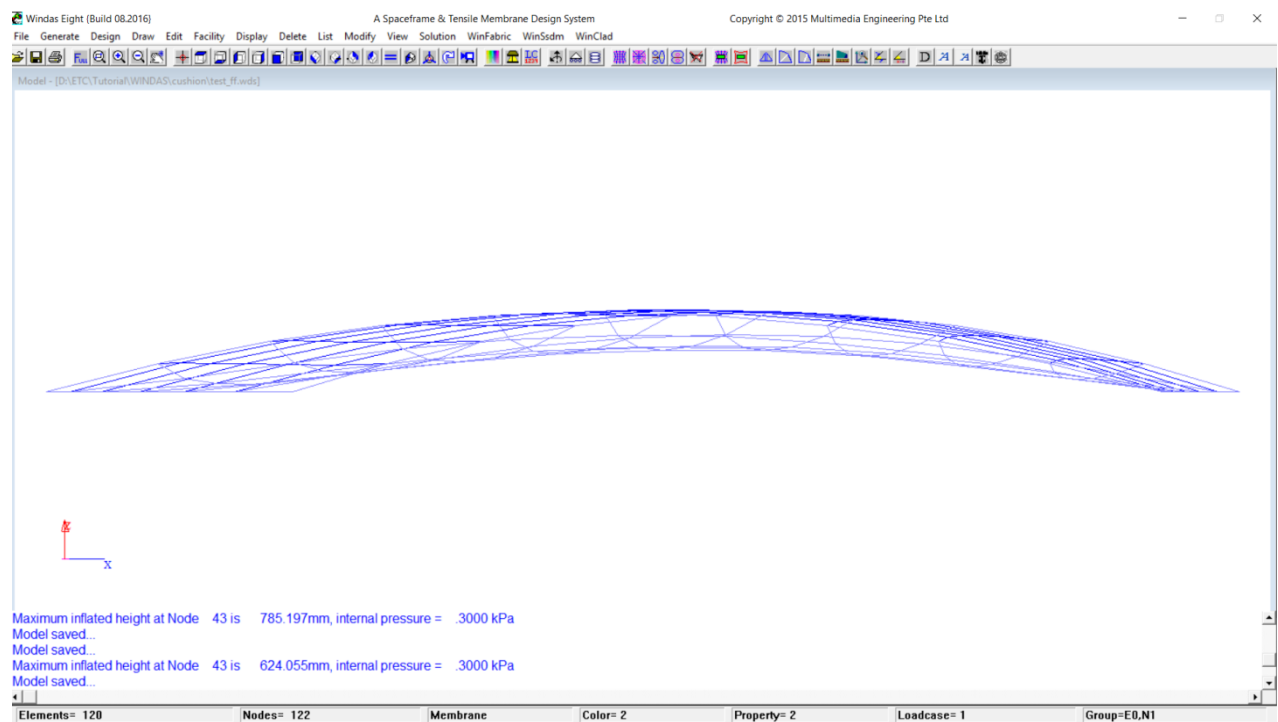 Windas Eight (Build 08.2016) A Spaceframe & Tensile Membrane Design System Copyright © 2015 Multimedia Engineering Pte Ltd
File Generate Design Draw Edit Facility Display Delete List Modify View Solution WinFabric WinSsdm WinClad
Model - [D:\ETC\Tutorial\WINDAS\cushion\test_ff.wds]
X
Maximum inflated height at Node 43 is 785.197mm, internal pressure = .3000 kPa
Model saved...
Model saved...
Maximum inflated height at Node 43 is 624.055mm, internal pressure = .3000 kPa
Model saved...
Elements= 120 Nodes= 122 Membrane Color= 2 Property= 2 Loadcase= 1 Group=E0,N1